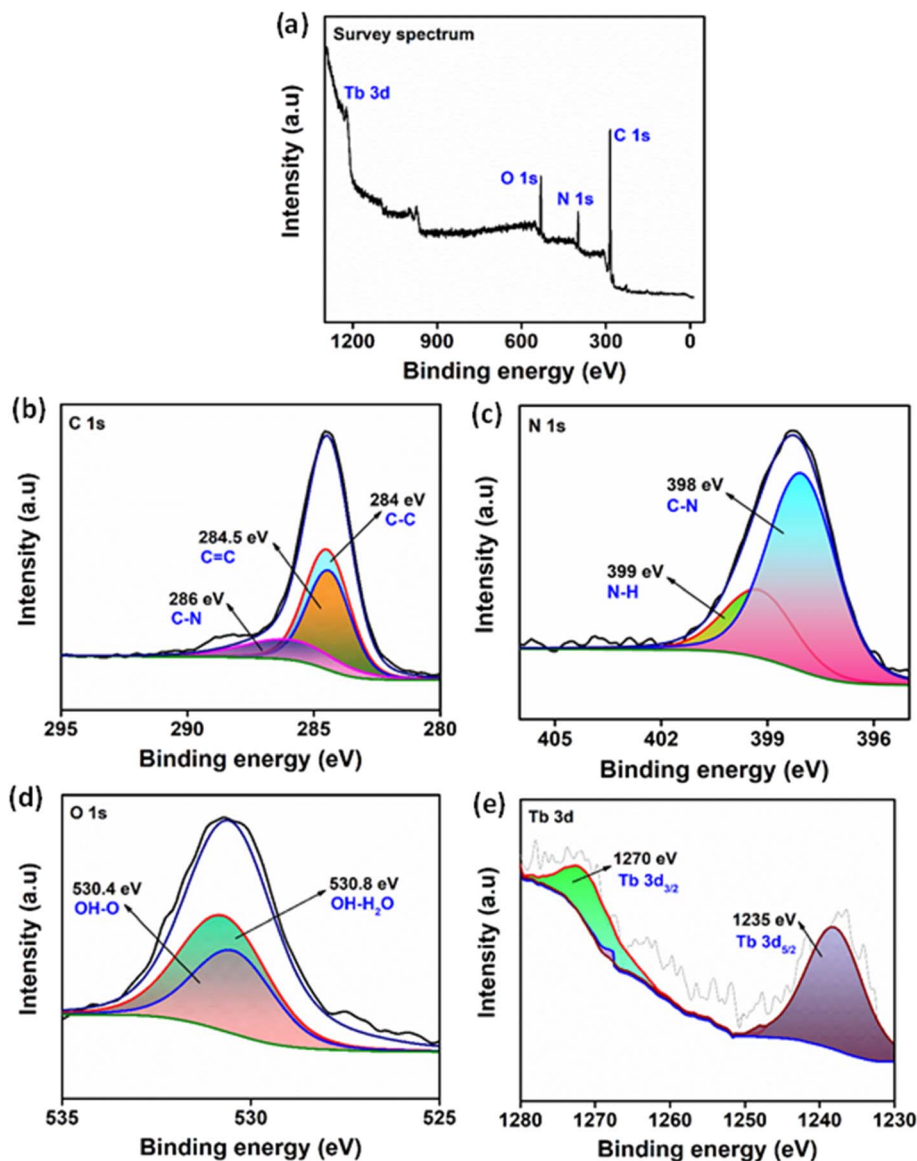 (a)
Survey spectrum
Tb 3d
C 1s
O 1s
N 1s
Intensity (a.u)
1200 900 600 300 0
Binding energy (eV)
(b)
C 1s
284 eV
C-C
284.5 eV
C=C
286 eV
C-N
Intensity (a.u)
295 290 285 280
Binding energy (eV)
(c)
N 1s
398 eV
C-N
399 eV
N-H
Intensity (a.u)
405 402 399 396
Binding energy (eV)
(d)
O 1s
530.4 eV
OH-O
530.8 eV
OH-H₂O
Intensity (a.u)
535 530 525
Binding energy (eV)
(e)
Tb 3d
1270 eV
Tb 3d₃/₂
1235 eV
Tb 3d₅/₂
Intensity (a.u)
1280 1270 1260 1250 1240 1230
Binding energy (eV)